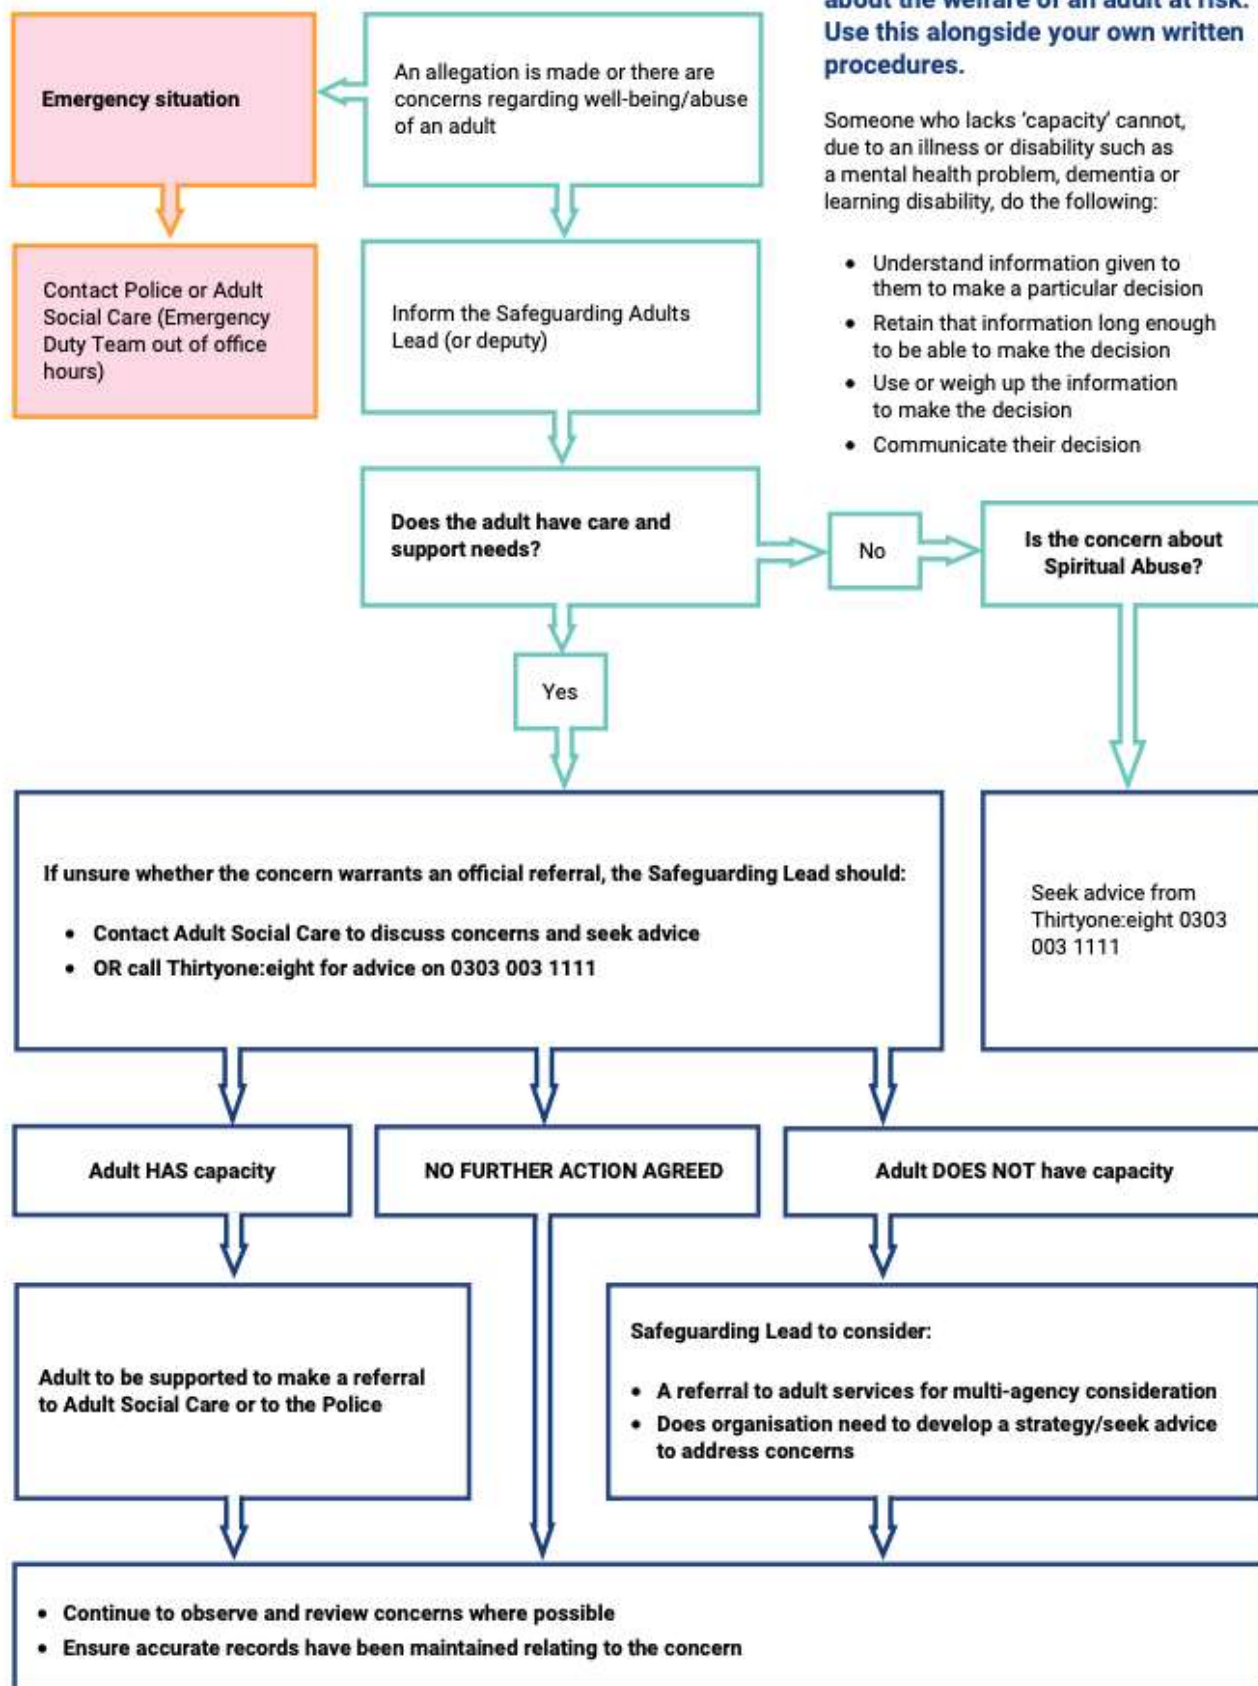 about the welfare of an adult at risk.
Use this alongside your own written
procedures.
Someone who lacks ‘capacity’ cannot,
due to an illness or disability such as
a mental health problem, dementia or
learning disability, do the following:
• Understand information given to
them to make a particular decision
• Retain that information long enough
to be able to make the decision
• Use or weigh up the information
to make the decision
• Communicate their decision
Emergency situation
An allegation is made or there are
concerns regarding well-being/abuse
of an adult
Contact Police or Adult
Social Care (Emergency
Duty Team out of office
hours)
Inform the Safeguarding Adults
Lead (or deputy)
Does the adult have care and
support needs?
No
Is the concern about
Spiritual Abuse?
Yes
If unsure whether the concern warrants an official referral, the Safeguarding Lead should:
• Contact Adult Social Care to discuss concerns and seek advice
• OR call Thirtyone:eight for advice on 0303 003 1111
Seek advice from
Thirtyone:eight 0303
003 1111
Adult HAS capacity
NO FURTHER ACTION AGREED
Adult DOES NOT have capacity
Adult to be supported to make a referral
to Adult Social Care or to the Police
Safeguarding Lead to consider:
• A referral to adult services for multi-agency consideration
• Does organisation need to develop a strategy/seek advice
to address concerns
• Continue to observe and review concerns where possible
• Ensure accurate records have been maintained relating to the concern